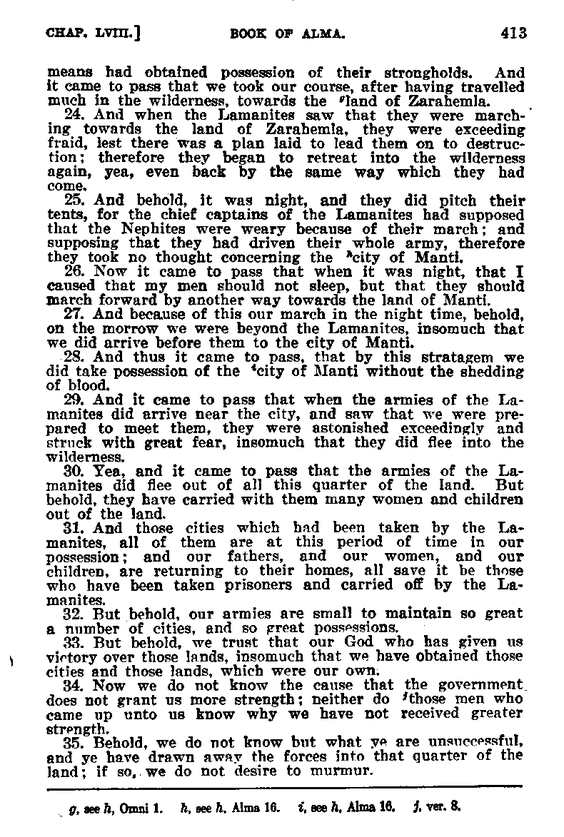 CHAP. LVIII.] BOOK OF ALMA. 413
means had obtained possession of their strongholds. And
it came to pass that we took our course, after having travelled
much in the wilderness, towards the ᵍland of Zarahemla.
24. And when the Lamanites saw that they were march-
ing towards the land of Zarahemla, they were exceeding
fraid, lest there was a plan laid to lead them on to destruc-
tion; therefore they began to retreat into the wilderness
again, yea, even back by the same way which they had
come.
25. And behold, it was night, and they did pitch their
tents, for the chief captains of the Lamanites had supposed
that the Nephites were weary because of their march; and
supposing that they had driven their whole army, therefore
they took no thought concerning the ʰcity of Manti.
26. Now it came to pass that when it was night, that I
caused that my men should not sleep, but that they should
march forward by another way towards the land of Manti.
27. And because of this our march in the night time, behold,
on the morrow we were beyond the Lamanites, insomuch that
we did arrive before them to the city of Manti.
28. And thus it came to pass, that by this stratagem we
did take possession of the ⁱcity of Manti without the shedding
of blood.
29. And it came to pass that when the armies of the La-
manites did arrive near the city, and saw that we were pre-
pared to meet them, they were astonished exceedingly and
struck with great fear, insomuch that they did flee into the
wilderness.
30. Yea, and it came to pass that the armies of the La-
manites did flee out of all this quarter of the land. But
behold, they have carried with them many women and children
out of the land.
31. And those cities which had been taken by the La-
manites, all of them are at this period of time in our
possession; and our fathers, and our women, and our
children, are returning to their homes, all save it be those
who have been taken prisoners and carried off by the La-
manites.
32. But behold, our armies are small to maintain so great
a number of cities, and so great possessions.
33. But behold, we trust that our God who has given us
victory over those lands, insomuch that we have obtained those
cities and those lands, which were our own.
34. Now we do not know the cause that the government
does not grant us more strength; neither do ʲthose men who
came up unto us know why we have not received greater
strength.
35. Behold, we do not know but what ye are unsuccessful,
and ye have drawn away the forces into that quarter of the
land; if so, we do not desire to murmur.
g, see h, Omni 1. h, see h, Alma 16. i, see h, Alma 16. j, ver. 8.